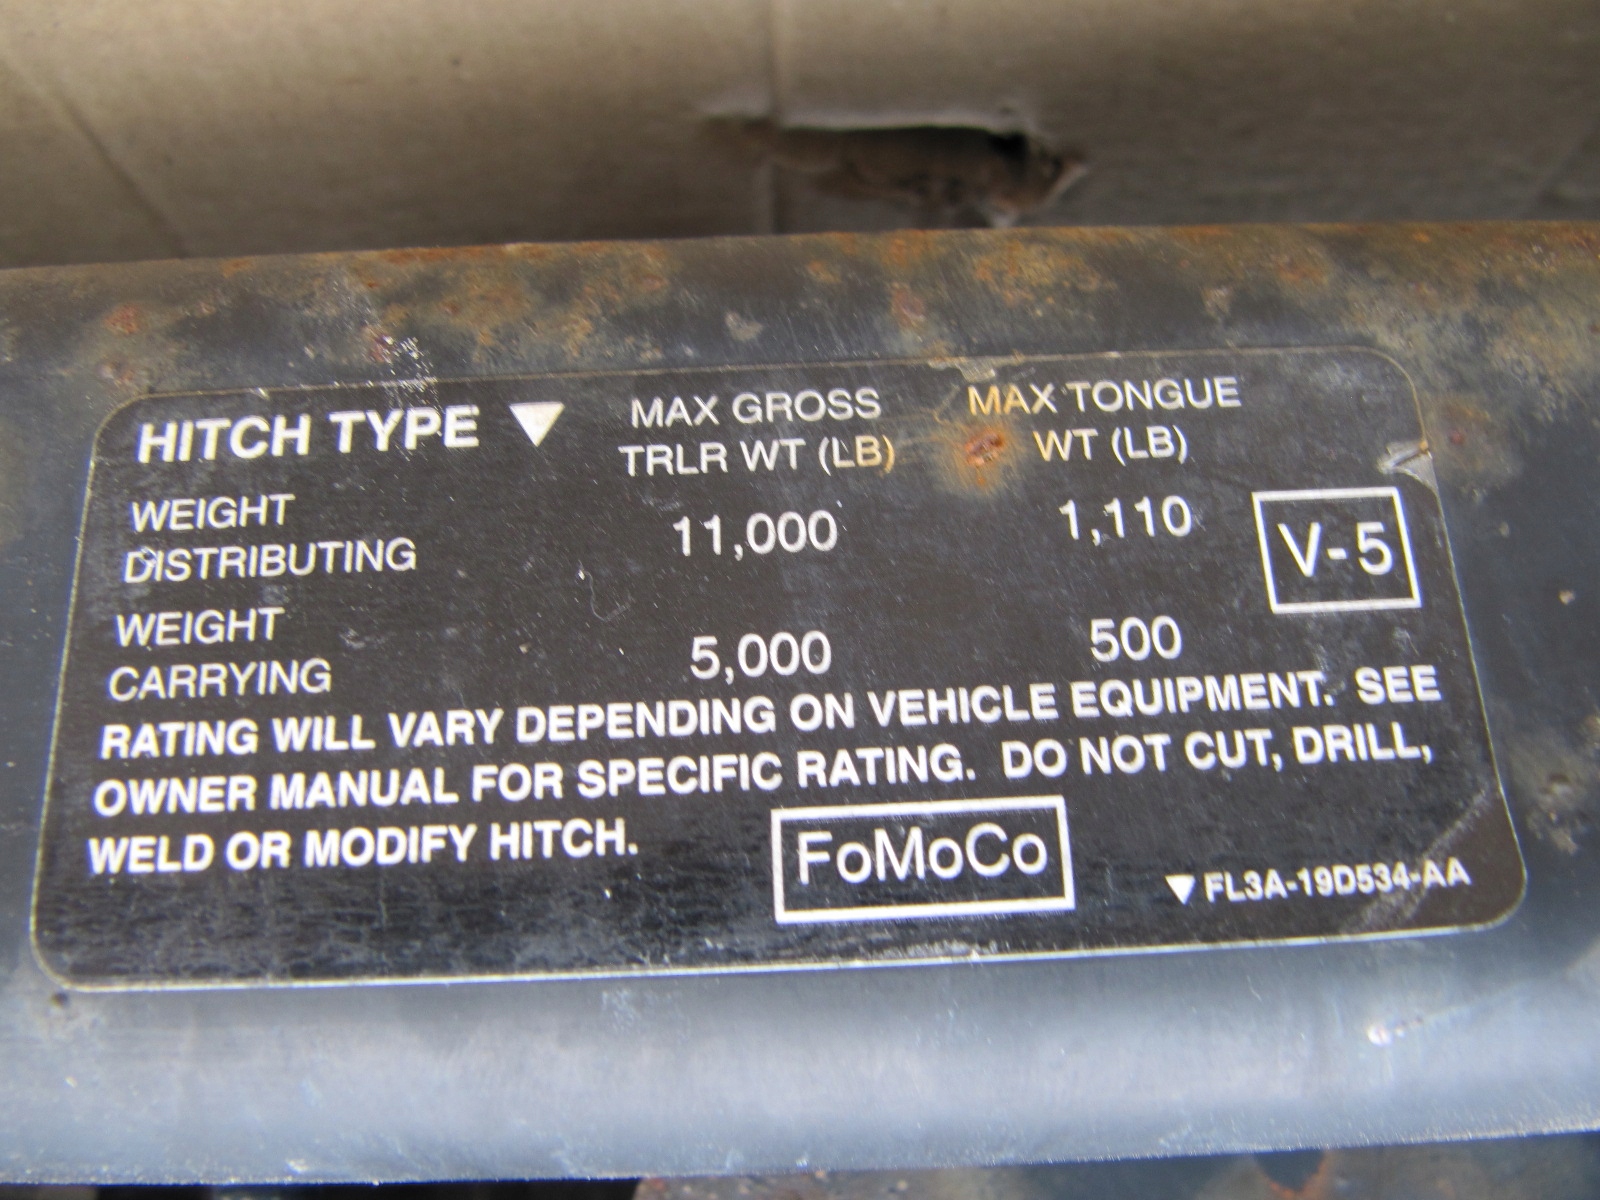 HITCH TYPE ▼ MAX GROSS MAX TONGUE
TRLR WT (LB) WT (LB)
WEIGHT
DISTRIBUTING 11,000 1,110 V-5
WEIGHT
CARRYING 5,000 500
RATING WILL VARY DEPENDING ON VEHICLE EQUIPMENT. SEE
OWNER MANUAL FOR SPECIFIC RATING. DO NOT CUT, DRILL,
WELD OR MODIFY HITCH.
FoMoCo ▼ FL3A-19D534-AA